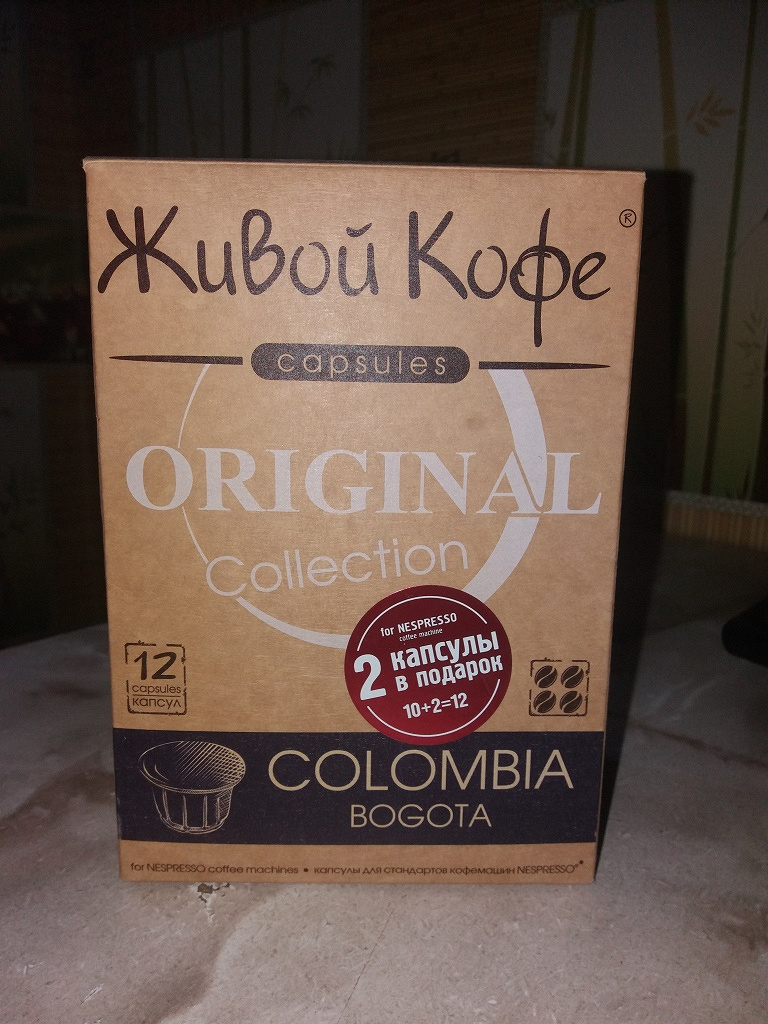 Живой Кофе ®
capsules
ORIGINAL
Collection
for NESPRESSO
coffee machine
2 капсулы
в подарок
10+2=12
12
capsules
капсул
COLOMBIA
BOGOTA
for NESPRESSO coffee machines • капсулы для стандартов кофемашин NESPRESSO®*